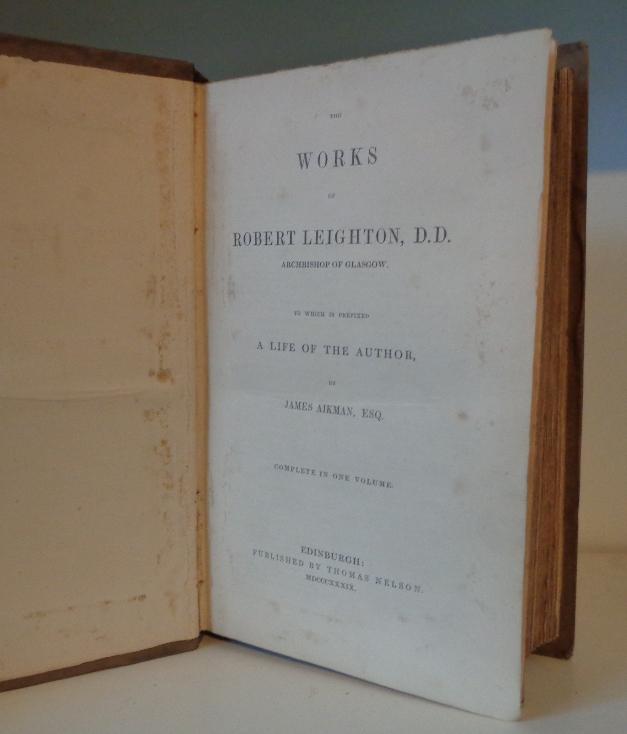 THE
WORKS
OF
ROBERT LEIGHTON, D.D.
ARCHBISHOP OF GLASGOW.
TO WHICH IS PREFIXED
A LIFE OF THE AUTHOR,
BY
JAMES AIKMAN, ESQ.
COMPLETE IN ONE VOLUME.
EDINBURGH:
PUBLISHED BY THOMAS NELSON.
MDCCCXXXIX.